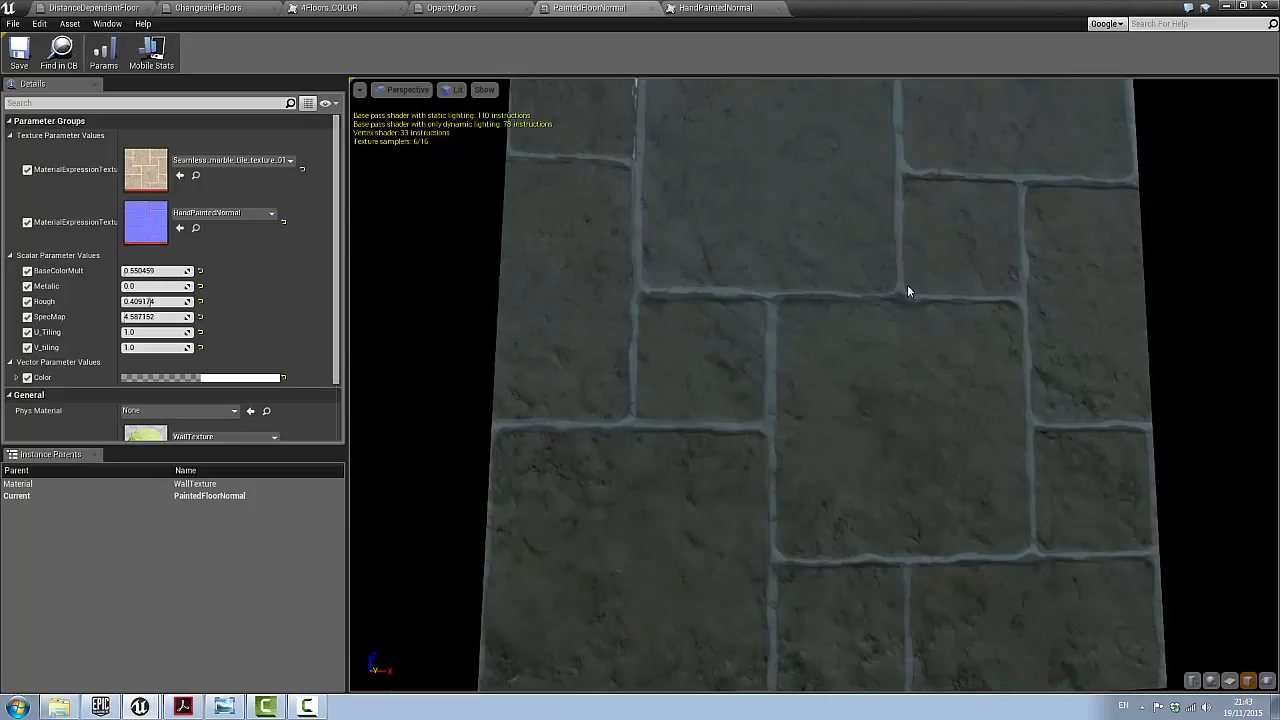 DistanceDependantFloor
ChangeableFloors
4Floors_COLOR
OpacityDoors
PaintedFloorNormal
HandPaintedNormal
File Edit Asset Window Help
Google
Search For Help
Save Find in CB Params Mobile Stats
Details
Search
Parameter Groups
Texture Parameter Values
MaterialExpressionTextu
Seamless_marble_tile_texture_01
MaterialExpressionTextu
HandPaintedNormal
Scalar Parameter Values
BaseColorMult 0.550459
Metallic 0.0
Rough 0.409174
SpecMap 4.587152
U_Tiling 1.0
V_tiling 1.0
Vector Parameter Values
Color
General
Phys Material None
WallTexture
Instance Parents
Parent Name
Material WallTexture
Current PaintedFloorNormal
Perspective Lit Show
Base pass shader with static lighting: 110 instructions
Base pass shader with only dynamic lighting: 78 instructions
Vertex shader: 33 instructions
Texture samplers: 6/16
EPIC
EN
21:43
19/11/2015